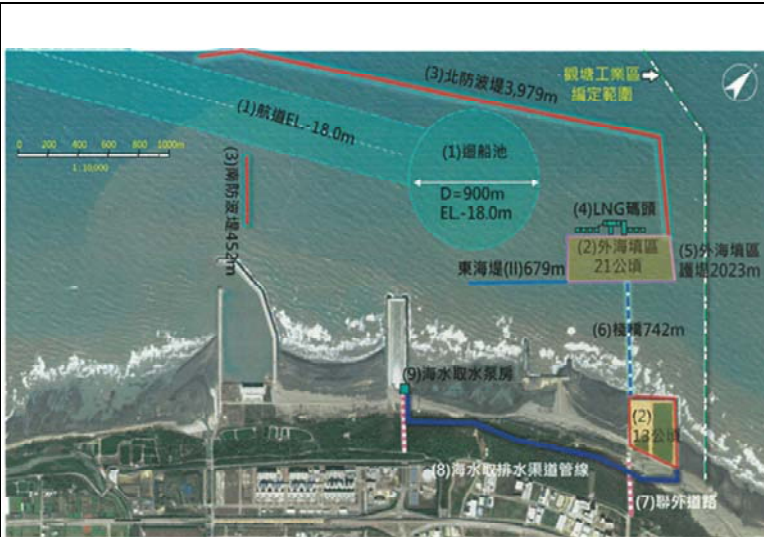 (3)北防波堤3,979m
觀塘工業區
編定範圍
(1)航道EL.-18.0m
0 200 400 600 800 1000m
1:10,000
(1)迴船池
D=900m
EL.-18.0m
(3)南防波堤452m
(4)LNG碼頭
(2)外海填區
21公頃
(5)外海填區
護堤2023m
東海堤(II)679m
(6)棧橋742m
(9)海水取水泵房
(2)
13公頃
(8)海水取排水渠道管線
(7)聯外道路